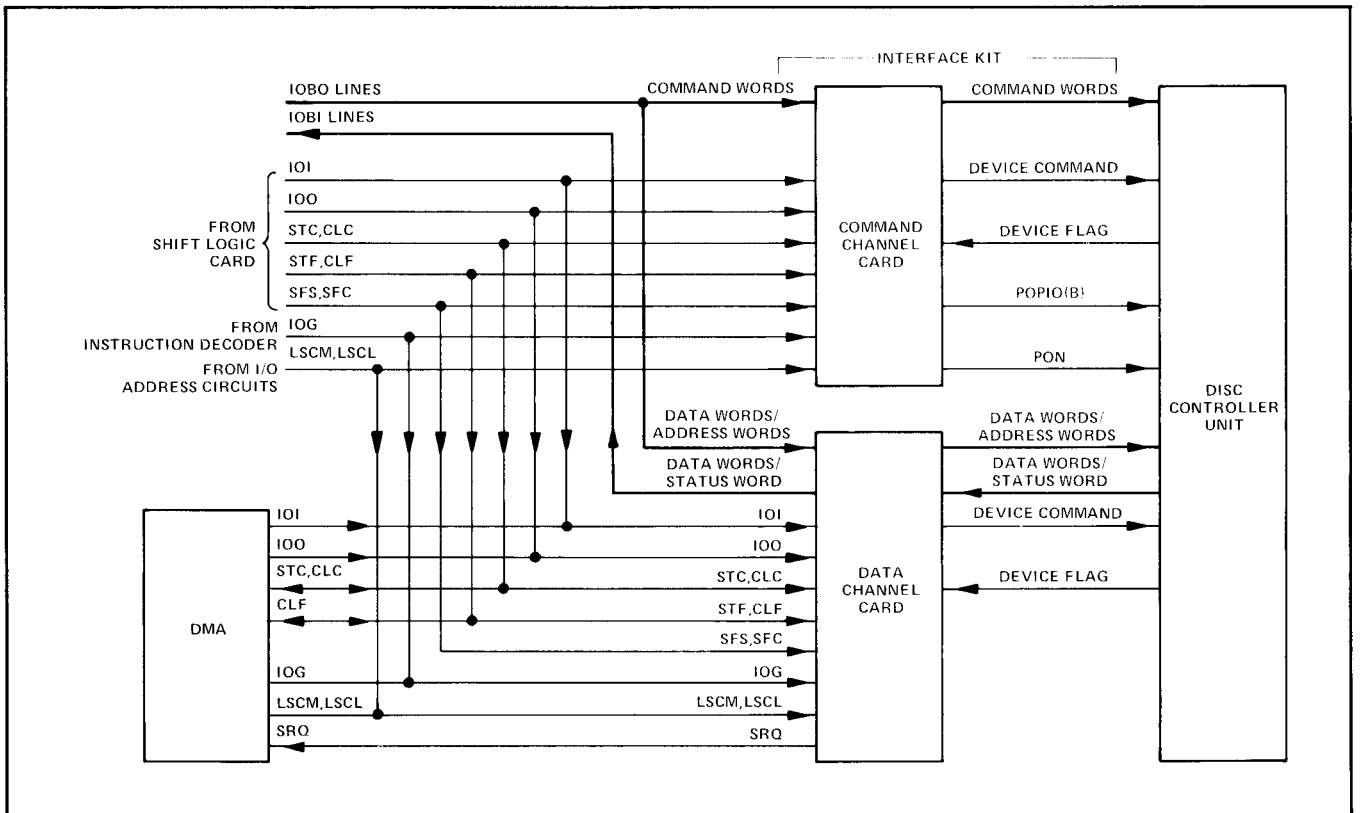 INTERFACE KIT
IOBO LINES
COMMAND WORDS
COMMAND WORDS
IOBI LINES
IOI
DEVICE COMMAND
IOO
FROM
SHIFT LOGIC
CARD
STC,CLC
COMMAND
CHANNEL
CARD
DEVICE FLAG
STF,CLF
SFS,SFC
POPIO(B)
FROM
INSTRUCTION DECODER
IOG
LSCM,LSCL
FROM I/O
ADDRESS CIRCUITS
PON
DISC
CONTROLLER
UNIT
DATA WORDS/
ADDRESS WORDS
DATA WORDS/
ADDRESS WORDS
DATA WORDS/
STATUS WORD
DATA WORDS/
STATUS WORD
DEVICE COMMAND
IOI
IOI
IOO
IOO
STC,CLC
STC,CLC
DATA
CHANNEL
CARD
DEVICE FLAG
CLF
STF,CLF
DMA
SFS,SFC
IOG
IOG
LSCM,LSCL
LSCM,LSCL
SRQ
SRQ